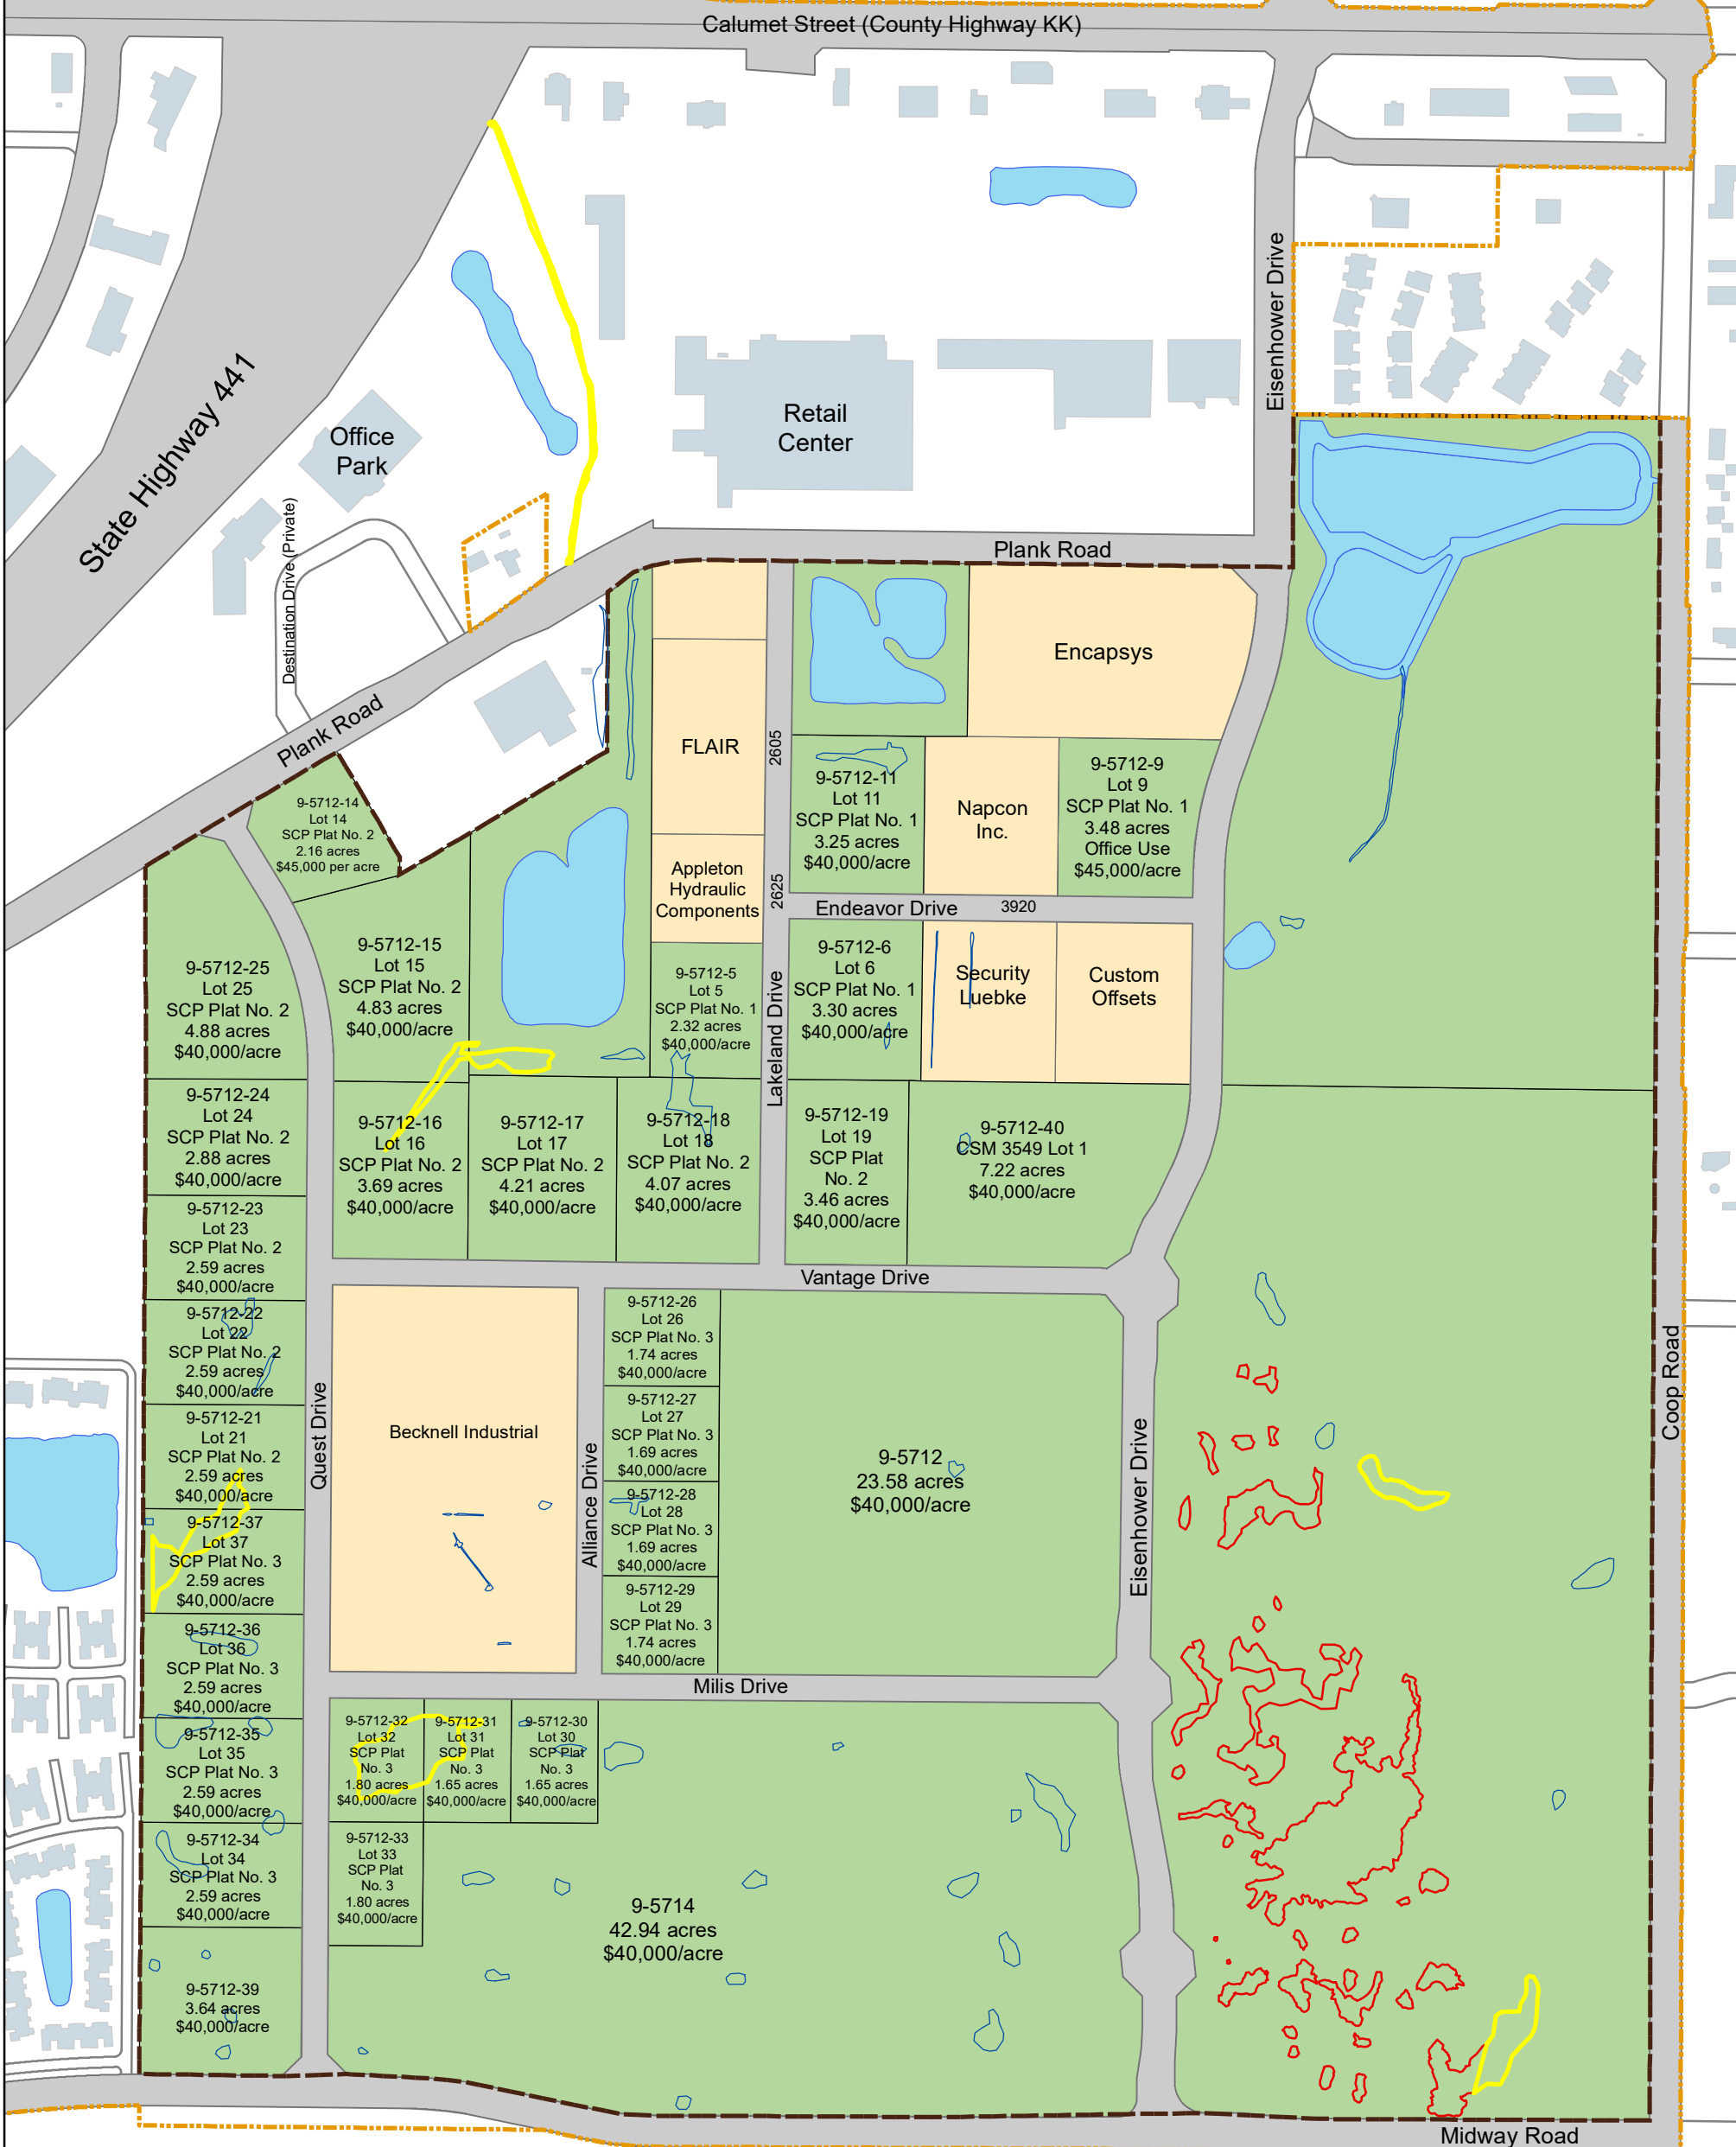 Calumet Street (County Highway KK)
Eisenhower Drive
State Highway 441
Office
Park
Retail
Center
Destination Drive (Private)
Plank Road
Plank Road
Encapsys
FLAIR
2605
9-5712-11
Lot 11
SCP Plat No. 1
3.25 acres
$40,000/acre
Napcon
Inc.
9-5712-9
Lot 9
SCP Plat No. 1
3.48 acres
Office Use
$45,000/acre
9-5712-14
Lot 14
SCP Plat No. 2
2.16 acres
$45,000 per acre
Appleton
Hydraulic
Components
2625
Endeavor Drive
3920
9-5712-25
Lot 25
SCP Plat No. 2
4.88 acres
$40,000/acre
9-5712-15
Lot 15
SCP Plat No. 2
4.83 acres
$40,000/acre
9-5712-5
Lot 5
SCP Plat No. 1
2.32 acres
$40,000/acre
Lakeland Drive
9-5712-6
Lot 6
SCP Plat No. 1
3.30 acres
$40,000/acre
Security
Luebke
Custom
Offsets
9-5712-24
Lot 24
SCP Plat No. 2
2.88 acres
$40,000/acre
9-5712-16
Lot 16
SCP Plat No. 2
3.69 acres
$40,000/acre
9-5712-17
Lot 17
SCP Plat No. 2
4.21 acres
$40,000/acre
9-5712-18
Lot 18
SCP Plat No. 2
4.07 acres
$40,000/acre
9-5712-19
Lot 19
SCP Plat
No. 2
3.46 acres
$40,000/acre
9-5712-40
CSM 3549 Lot 1
7.22 acres
$40,000/acre
9-5712-23
Lot 23
SCP Plat No. 2
2.59 acres
$40,000/acre
Vantage Drive
9-5712-22
Lot 22
SCP Plat No. 2
2.59 acres
$40,000/acre
Quest Drive
Becknell Industrial
Alliance Drive
9-5712-26
Lot 26
SCP Plat No. 3
1.74 acres
$40,000/acre
9-5712-27
Lot 27
SCP Plat No. 3
1.69 acres
$40,000/acre
9-5712-28
Lot 28
SCP Plat No. 3
1.69 acres
$40,000/acre
9-5712-29
Lot 29
SCP Plat No. 3
1.74 acres
$40,000/acre
9-5712
23.58 acres
$40,000/acre
Eisenhower Drive
Coop Road
9-5712-21
Lot 21
SCP Plat No. 2
2.59 acres
$40,000/acre
9-5712-37
Lot 37
SCP Plat No. 3
2.59 acres
$40,000/acre
9-5712-36
Lot 36
SCP Plat No. 3
2.59 acres
$40,000/acre
Milis Drive
9-5712-35
Lot 35
SCP Plat No. 3
2.59 acres
$40,000/acre
9-5712-32
Lot 32
SCP Plat
No. 3
1.80 acres
$40,000/acre
9-5712-31
Lot 31
SCP Plat
No. 3
1.65 acres
$40,000/acre
9-5712-30
Lot 30
SCP Plat
No. 3
1.65 acres
$40,000/acre
9-5712-34
Lot 34
SCP Plat No. 3
2.59 acres
$40,000/acre
9-5712-33
Lot 33
SCP Plat
No. 3
1.80 acres
$40,000/acre
9-5714
42.94 acres
$40,000/acre
9-5712-39
3.64 acres
$40,000/acre
Midway Road